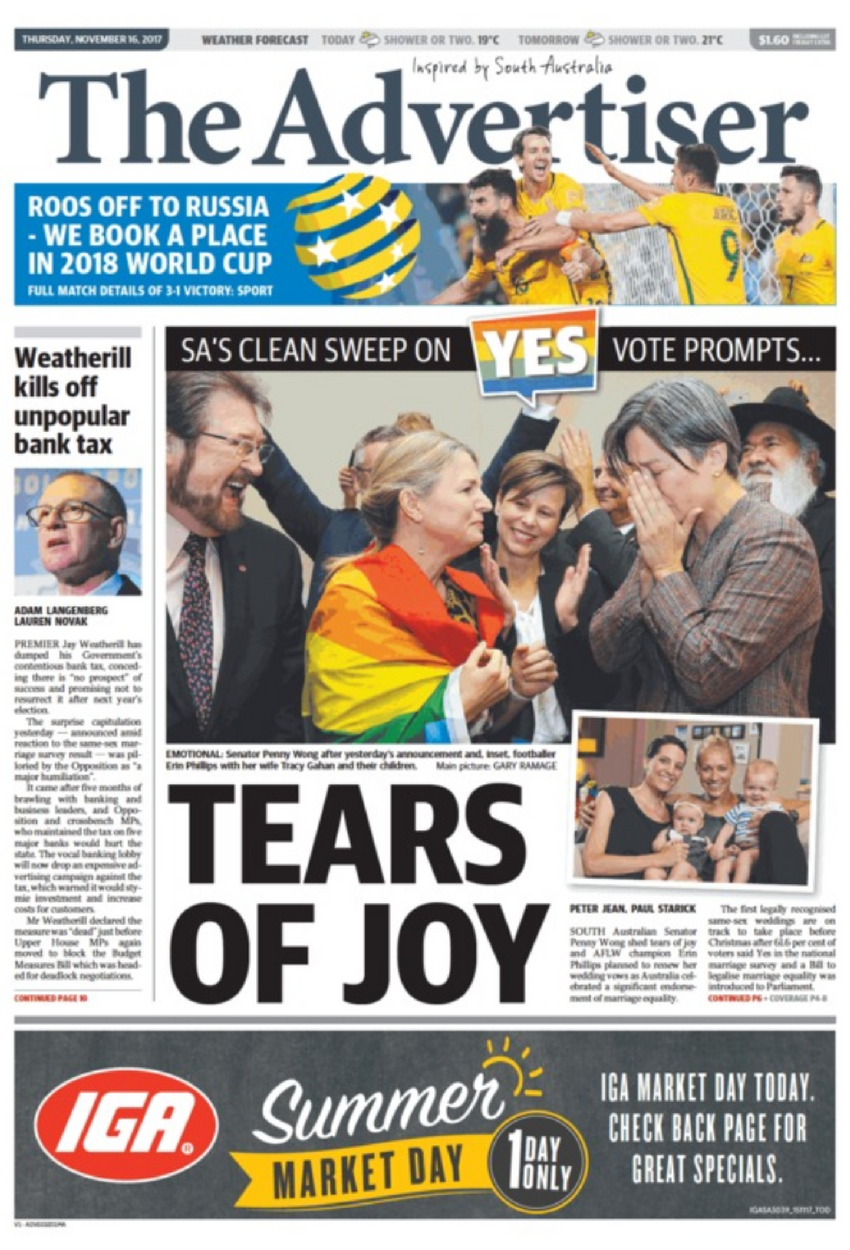 THURSDAY, NOVEMBER 16, 2017
WEATHER FORECAST TODAY SHOWER OR TWO. 19°C TOMORROW SHOWER OR TWO. 21°C
$1.60
Inspired by South Australia
The Advertiser
ROOS OFF TO RUSSIA
- WE BOOK A PLACE
IN 2018 WORLD CUP
FULL MATCH DETAILS OF 3-1 VICTORY: SPORT
9
Weatherill
kills off
unpopular
bank tax
ADAM LANGENBERG
LAUREN NOVAK
PREMIER Jay Weatherill has
dumped his Government's
contentious bank tax, conced-
ing there is "no prospect" of
success and promising not to
resurrect it after next year's
election.
The surprise capitulation
yesterday — announced amid
reaction to the same-sex mar-
riage survey result — was pil-
loried by the Opposition as "a
major humiliation".
It came after five months of
brawling with banking and
business leaders, and Oppo-
sition and crossbench MPs,
who maintained the tax on five
major banks would hurt the
state. The vocal banking lobby
will now drop an expensive ad-
vertising campaign against the
tax, which warned it would sty-
mie investment and increase
costs for customers.
Mr Weatherill declared the
measure was "dead" just before
Upper House MPs again
moved to block the Budget
Measures Bill which was head-
ed for deadlock negotiations.
CONTINUED PAGE 10
SA'S CLEAN SWEEP ON YES VOTE PROMPTS...
EMOTIONAL: Senator Penny Wong after yesterday's announcement and, inset, footballer
Erin Phillips with her wife Tracy Gahan and their children. Main picture: GARY RAMAGE
TEARS
OF JOY
PETER JEAN, PAUL STARICK
SOUTH Australian Senator
Penny Wong shed tears of joy
and AFLW champion Erin
Phillips planned to renew her
wedding vows as Australia cel-
ebrated a significant endorse-
ment of marriage equality.
The first legally recognised
same-sex weddings are on
track to take place before
Christmas after 61.6 per cent of
voters said Yes in the national
marriage survey and a Bill to
legalise marriage equality was
introduced to Parliament.
CONTINUED P6 • COVERAGE P4-8
IGA
Summer
MARKET DAY
1 DAY
ONLY
IGA MARKET DAY TODAY.
CHECK BACK PAGE FOR
GREAT SPECIALS.